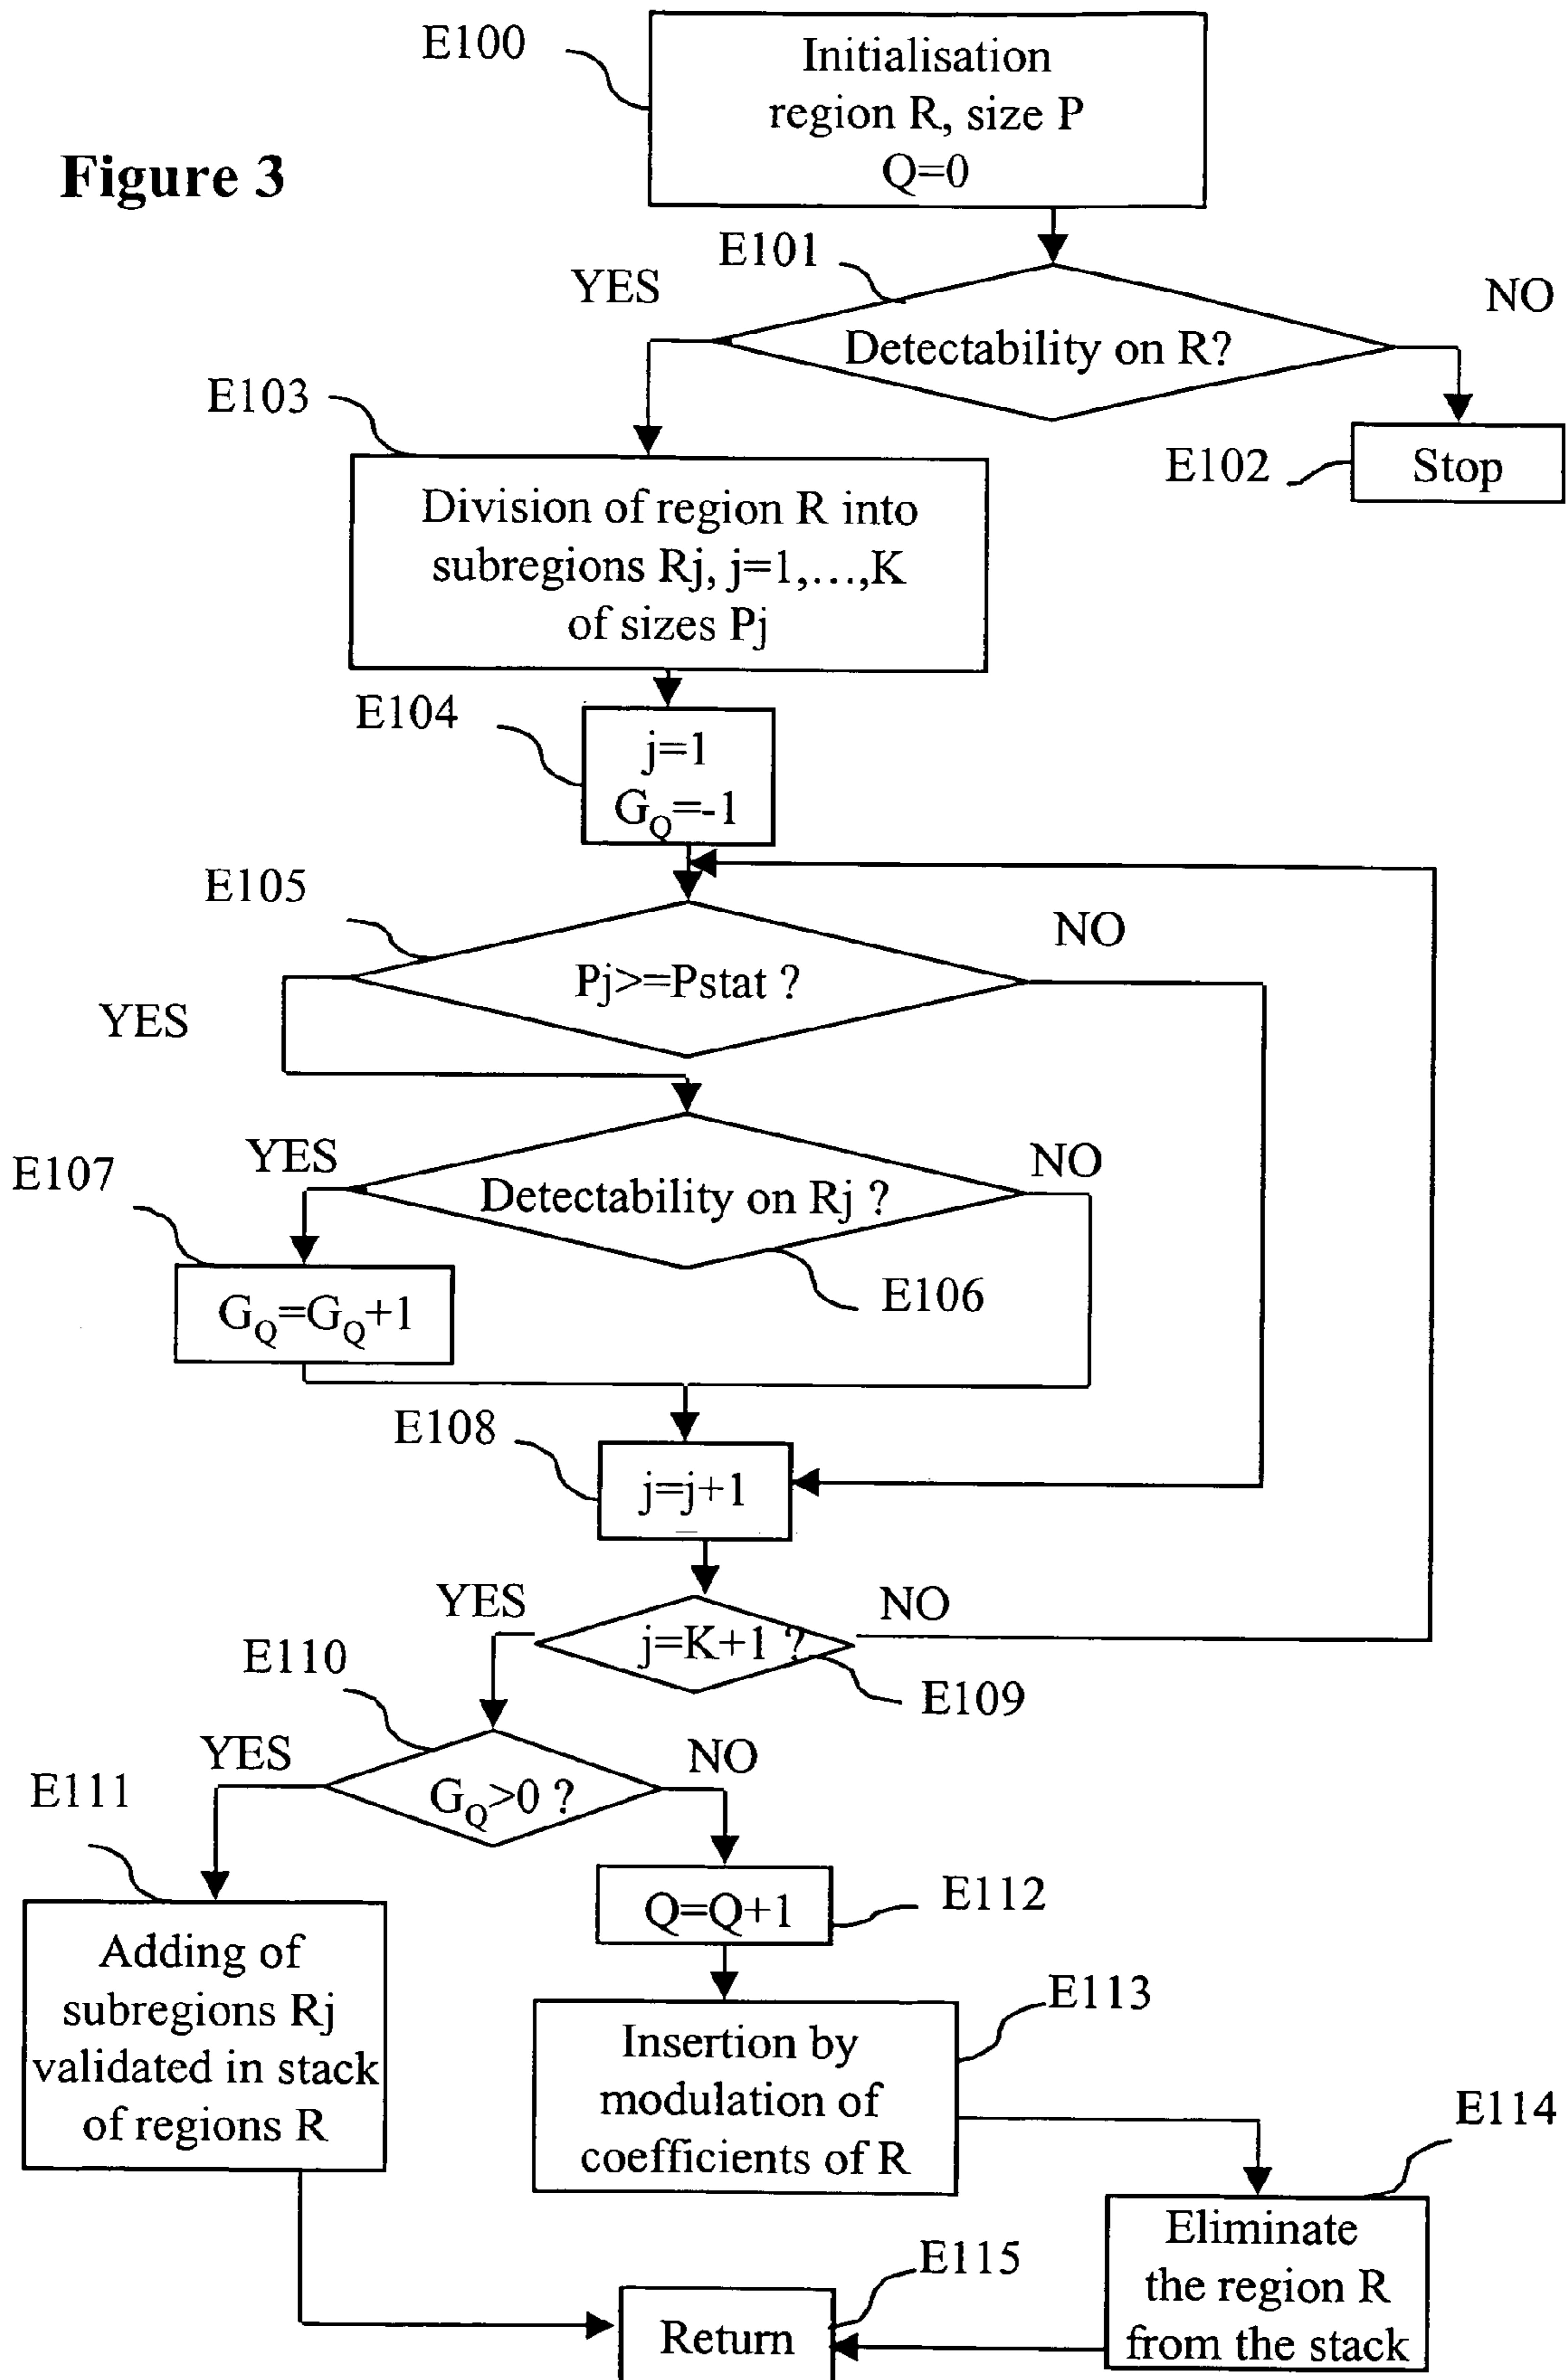 Figure 3
E100
Initialisation
region R, size P
Q=0
E101
YES
NO
Detectability on R?
E103
E102
Stop
Division of region R into
subregions Rj, j=1,...,K
of sizes Pj
E104
j=1
G_Q=-1
E105
NO
Pj>=Pstat ?
YES
YES
NO
E107
Detectability on Rj ?
E106
G_Q=G_Q+1
E108
j=j+1
YES
NO
j=K+1 ?
E110
E109
YES
NO
G_Q>0 ?
E111
Q=Q+1
E112
Adding of
subregions Rj
validated in stack
of regions R
E113
Insertion by
modulation of
coefficients of R
E114
Eliminate
the region R
from the stack
E115
Return